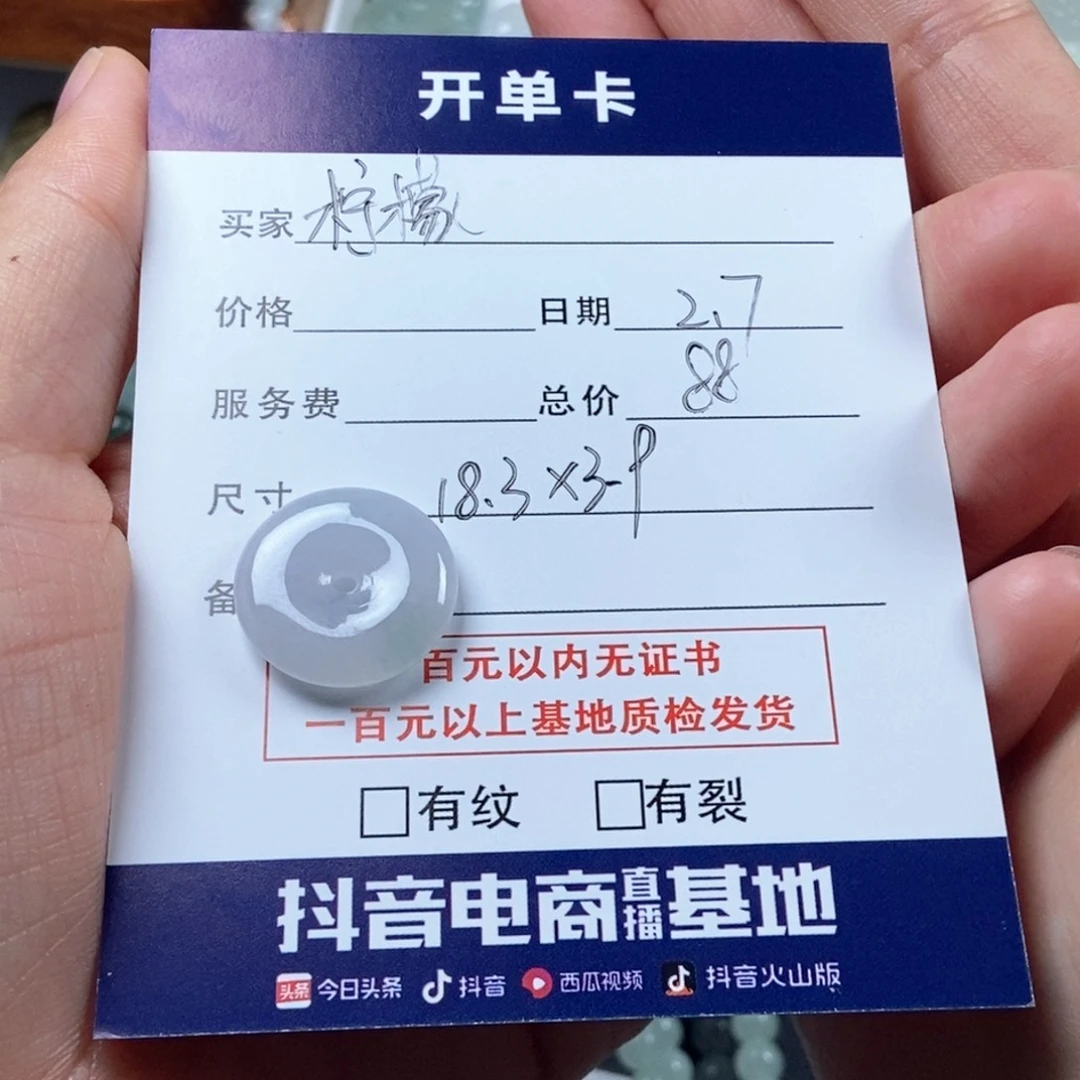 开单卡
买家 柠檬
价格 日期 2.7
服务费 总价 88
尺寸 18.3×3.9
备
百元以内无证书
一百元以上基地质检发货
□有纹 □有裂
抖音电商直播基地
头条 今日头条 抖音 西瓜视频 抖音火山版